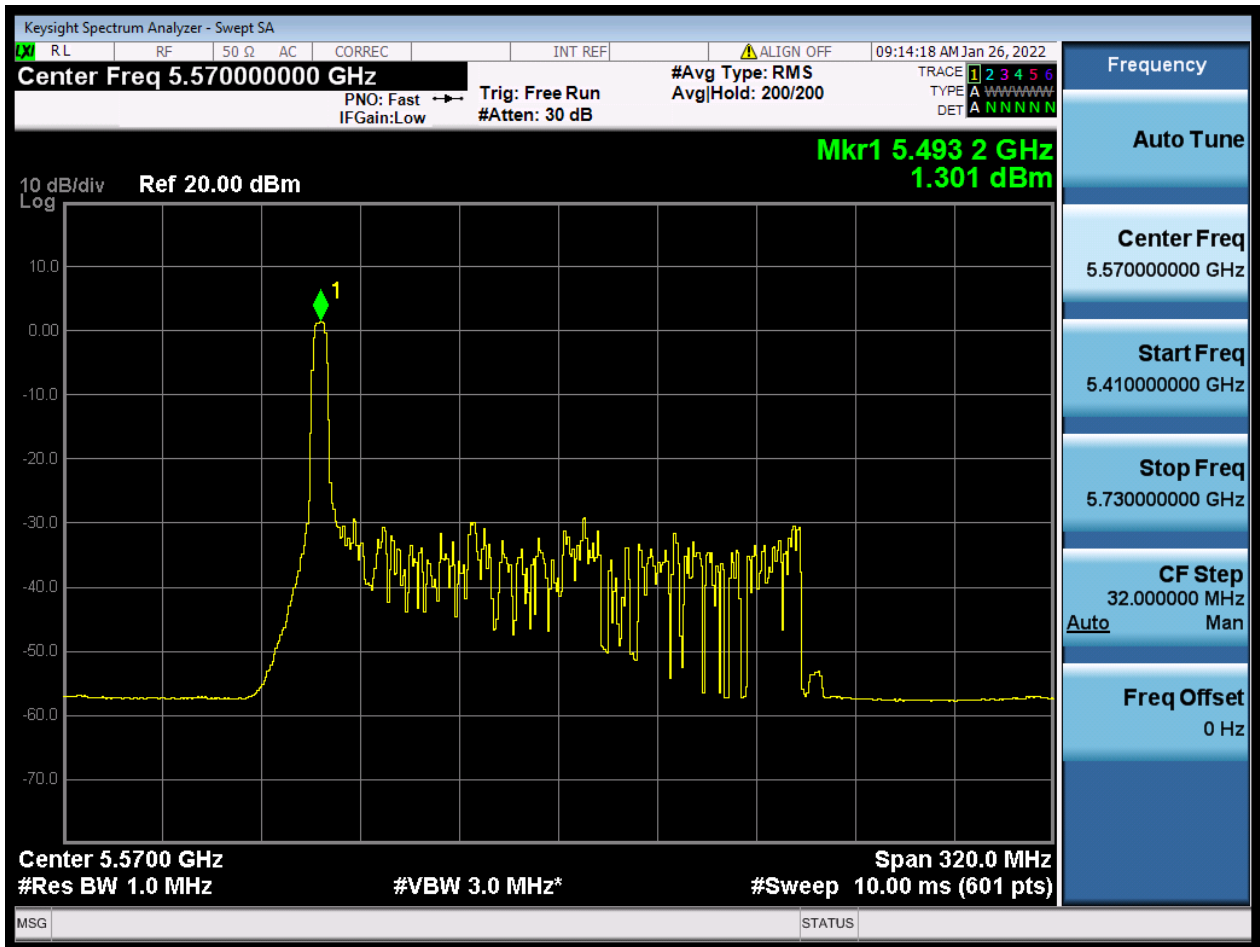 Keysight Spectrum Analyzer - Swept SA
LXI RL RF 50 Ω AC CORREC INT REF ALIGN OFF 09:14:18 AM Jan 26, 2022
Center Freq 5.570000000 GHz
PNO: Fast
IFGain:Low
Trig: Free Run
#Atten: 30 dB
#Avg Type: RMS
Avg|Hold: 200/200
TRACE 1 2 3 4 5 6
TYPE A WWWWW
DET A N N N N N
Mkr1 5.493 2 GHz
1.301 dBm
10 dB/div Ref 20.00 dBm
Log
10.0
0.00
-10.0
-20.0
-30.0
-40.0
-50.0
-60.0
-70.0
1
Center 5.5700 GHz Span 320.0 MHz
#Res BW 1.0 MHz #VBW 3.0 MHz* #Sweep 10.00 ms (601 pts)
MSG STATUS
Frequency
Auto Tune
Center Freq
5.570000000 GHz
Start Freq
5.410000000 GHz
Stop Freq
5.730000000 GHz
CF Step
32.000000 MHz
Auto Man
Freq Offset
0 Hz